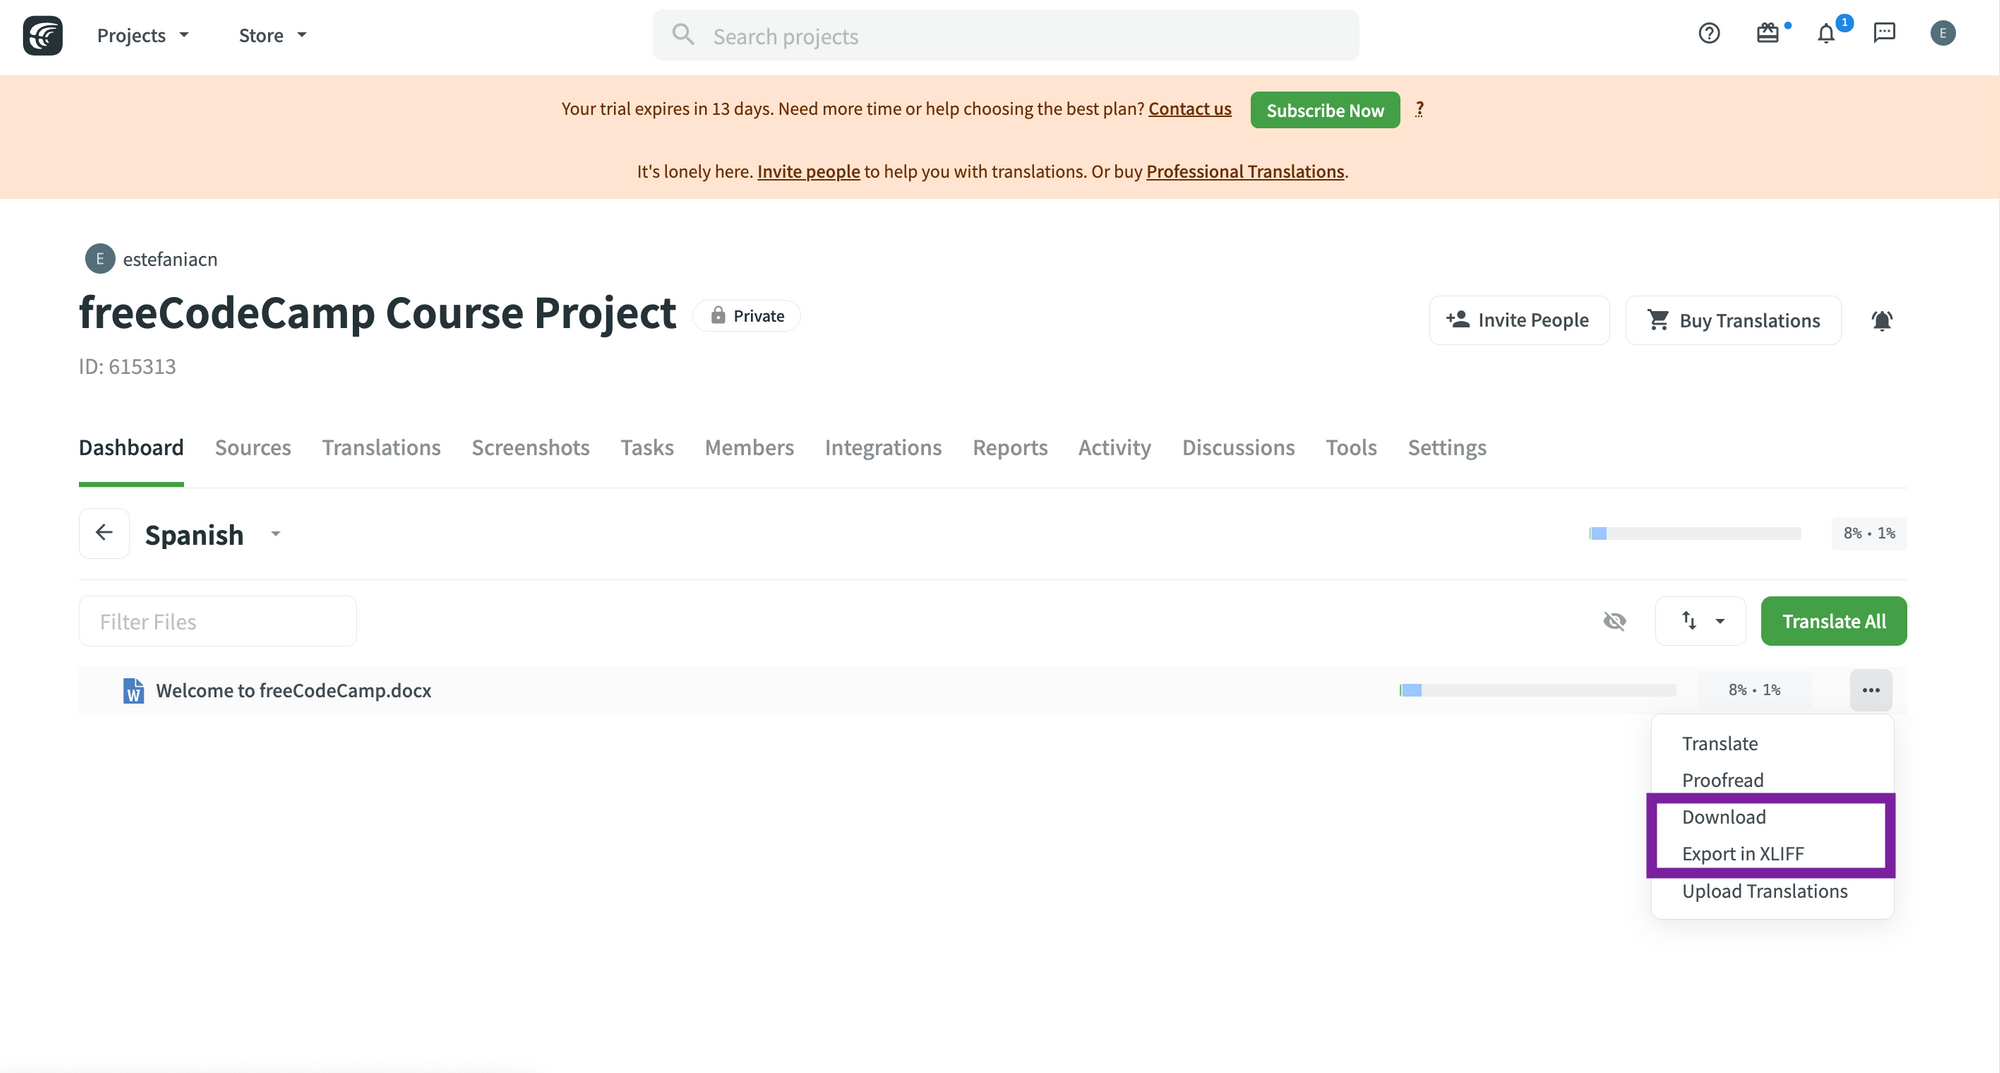 Projects
Store
Search projects
1
E
Your trial expires in 13 days. Need more time or help choosing the best plan? Contact us
Subscribe Now
?
It's lonely here. Invite people to help you with translations. Or buy Professional Translations.
E
estefaniacn
freeCodeCamp Course Project
Private
Invite People
Buy Translations
ID: 615313
Dashboard
Sources
Translations
Screenshots
Tasks
Members
Integrations
Reports
Activity
Discussions
Tools
Settings
Spanish
8% • 1%
Filter Files
Translate All
W
Welcome to freeCodeCamp.docx
8% • 1%
Translate
Proofread
Download
Export in XLIFF
Upload Translations